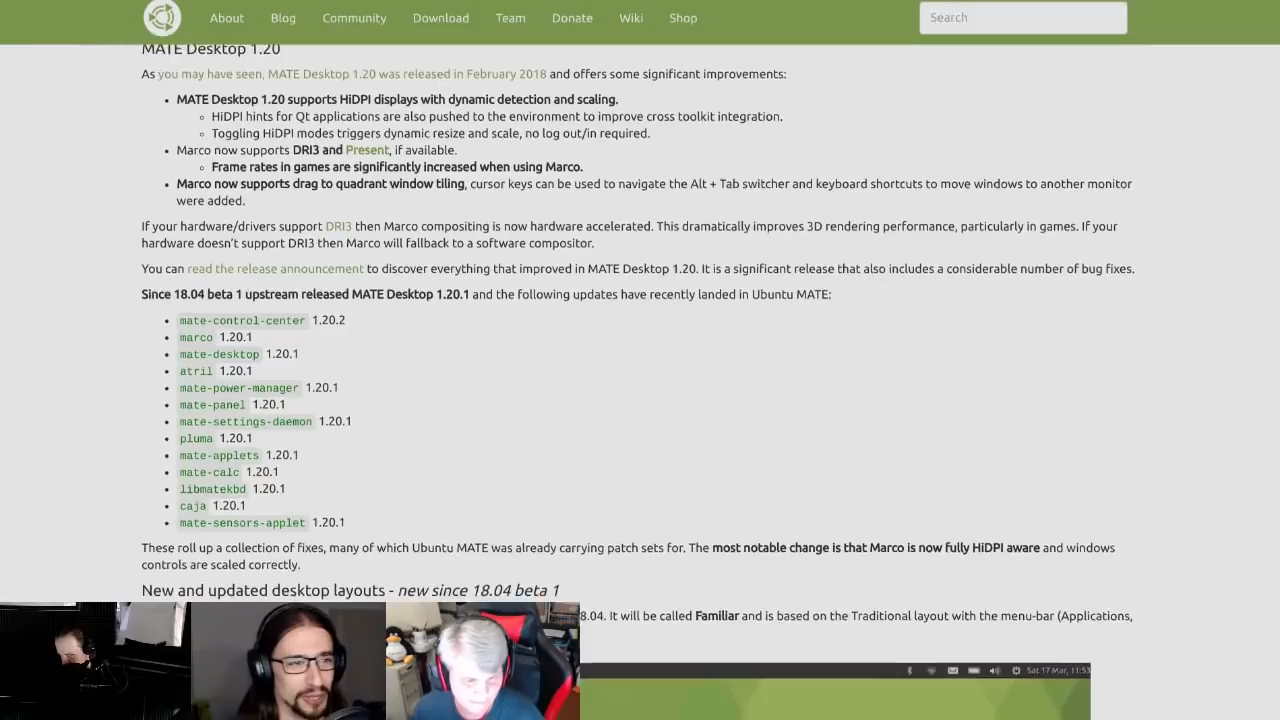 About Blog Community Download Team Donate Wiki Shop Search
MATE Desktop 1.20
As you may have seen, MATE Desktop 1.20 was released in February 2018 and offers some significant improvements:
• MATE Desktop 1.20 supports HiDPI displays with dynamic detection and scaling.
◦ HiDPI hints for Qt applications are also pushed to the environment to improve cross toolkit integration.
◦ Toggling HiDPI modes triggers dynamic resize and scale, no log out/in required.
• Marco now supports DRI3 and Present, if available.
◦ Frame rates in games are significantly increased when using Marco.
• Marco now supports drag to quadrant window tiling, cursor keys can be used to navigate the Alt + Tab switcher and keyboard shortcuts to move windows to another monitor
were added.
If your hardware/drivers support DRI3 then Marco compositing is now hardware accelerated. This dramatically improves 3D rendering performance, particularly in games. If your
hardware doesn't support DRI3 then Marco will fallback to a software compositor.
You can read the release announcement to discover everything that improved in MATE Desktop 1.20. It is a significant release that also includes a considerable number of bug fixes.
Since 18.04 beta 1 upstream released MATE Desktop 1.20.1 and the following updates have recently landed in Ubuntu MATE:
• mate-control-center 1.20.2
• marco 1.20.1
• mate-desktop 1.20.1
• atril 1.20.1
• mate-power-manager 1.20.1
• mate-panel 1.20.1
• mate-settings-daemon 1.20.1
• pluma 1.20.1
• mate-applets 1.20.1
• mate-calc 1.20.1
• libmatekbd 1.20.1
• caja 1.20.1
• mate-sensors-applet 1.20.1
These roll up a collection of fixes, many of which Ubuntu MATE was already carrying patch sets for. The most notable change is that Marco is now fully HiDPI aware and windows
controls are scaled correctly.
New and updated desktop layouts - new since 18.04 beta 1
8.04. It will be called Familiar and is based on the Traditional layout with the menu-bar (Applications,
Sat 17 Mar, 11:53